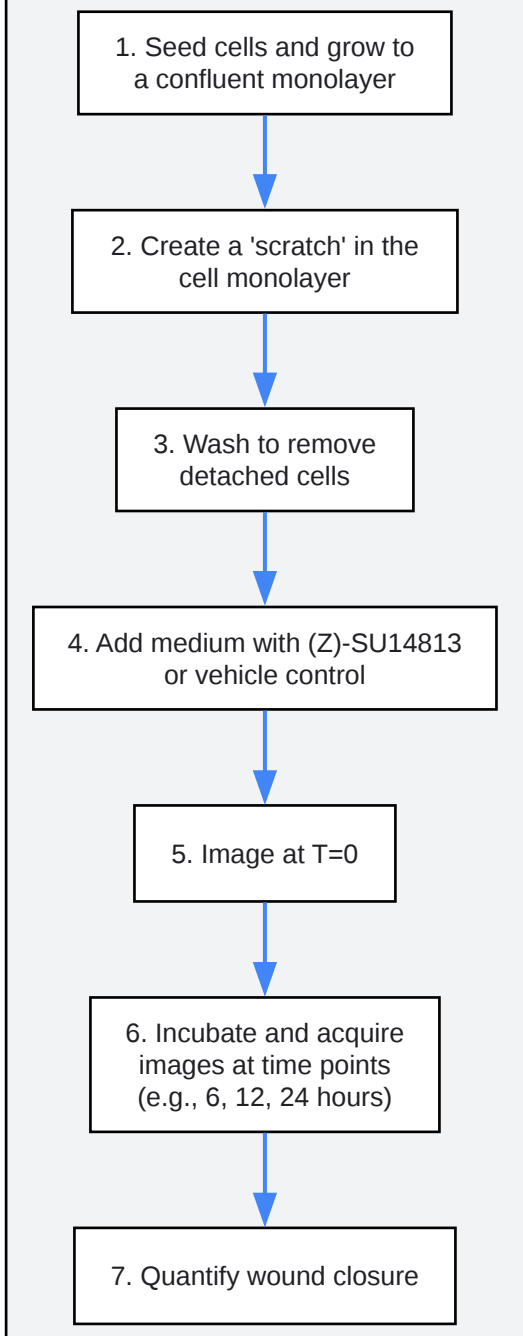 1. Seed cells and grow to
a confluent monolayer
2. Create a 'scratch' in the
cell monolayer
3. Wash to remove
detached cells
4. Add medium with (Z)-SU14813
or vehicle control
5. Image at T=0
6. Incubate and acquire
images at time points
(e.g., 6, 12, 24 hours)
7. Quantify wound closure